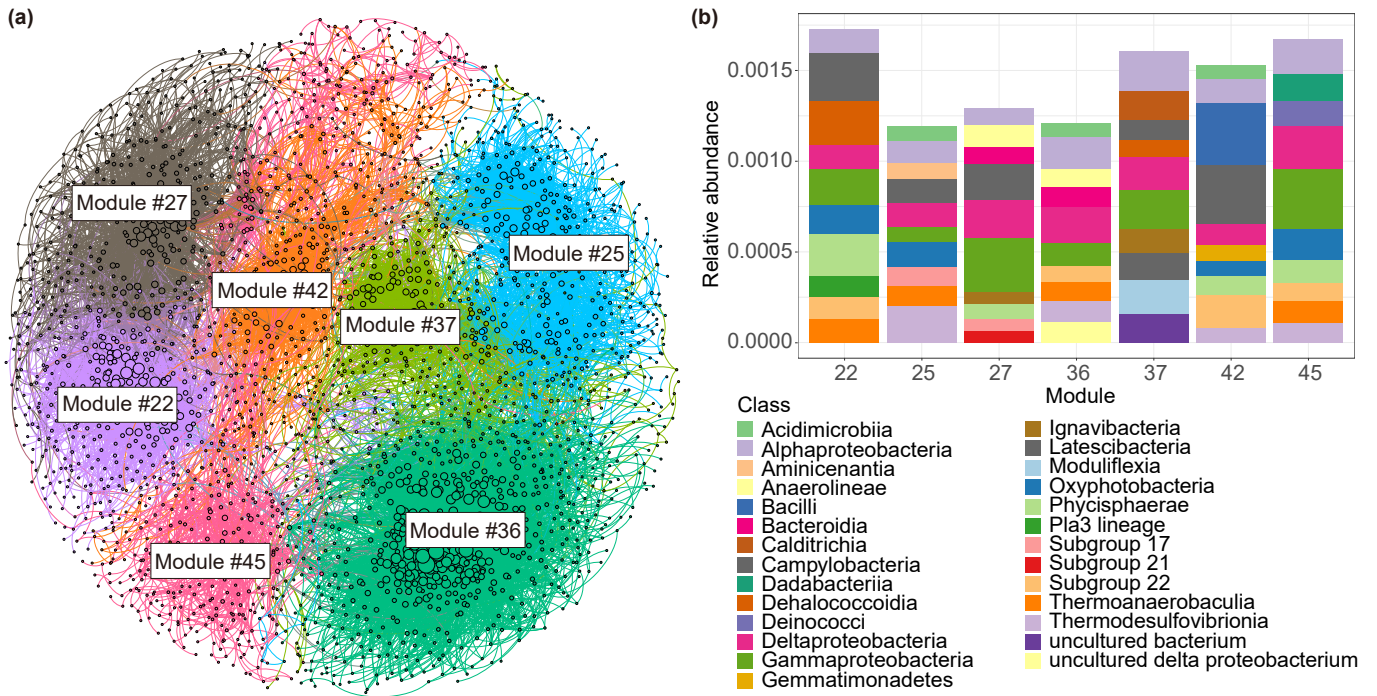 (a)
Module #27
Module #25
Module #42
Module #37
Module #22
Module #36
Module #45
(b)
Relative abundance
0.0015
0.0010
0.0005
0.0000
22 25 27 36 37 42 45
Module
Class
Acidimicrobiia
Alphaproteobacteria
Aminicenantia
Anaerolineae
Bacilli
Bacteroidia
Calditrichia
Campylobacteria
Dadabacteriia
Dehalococcoidia
Deinococci
Deltaproteobacteria
Gammaproteobacteria
Gemmatimonadetes
Ignavibacteria
Latescibacteria
Moduliflexia
Oxyphotobacteria
Phycisphaerae
Pla3 lineage
Subgroup 17
Subgroup 21
Subgroup 22
Thermoanaerobaculia
Thermodesulfovibrionia
uncultured bacterium
uncultured delta proteobacterium